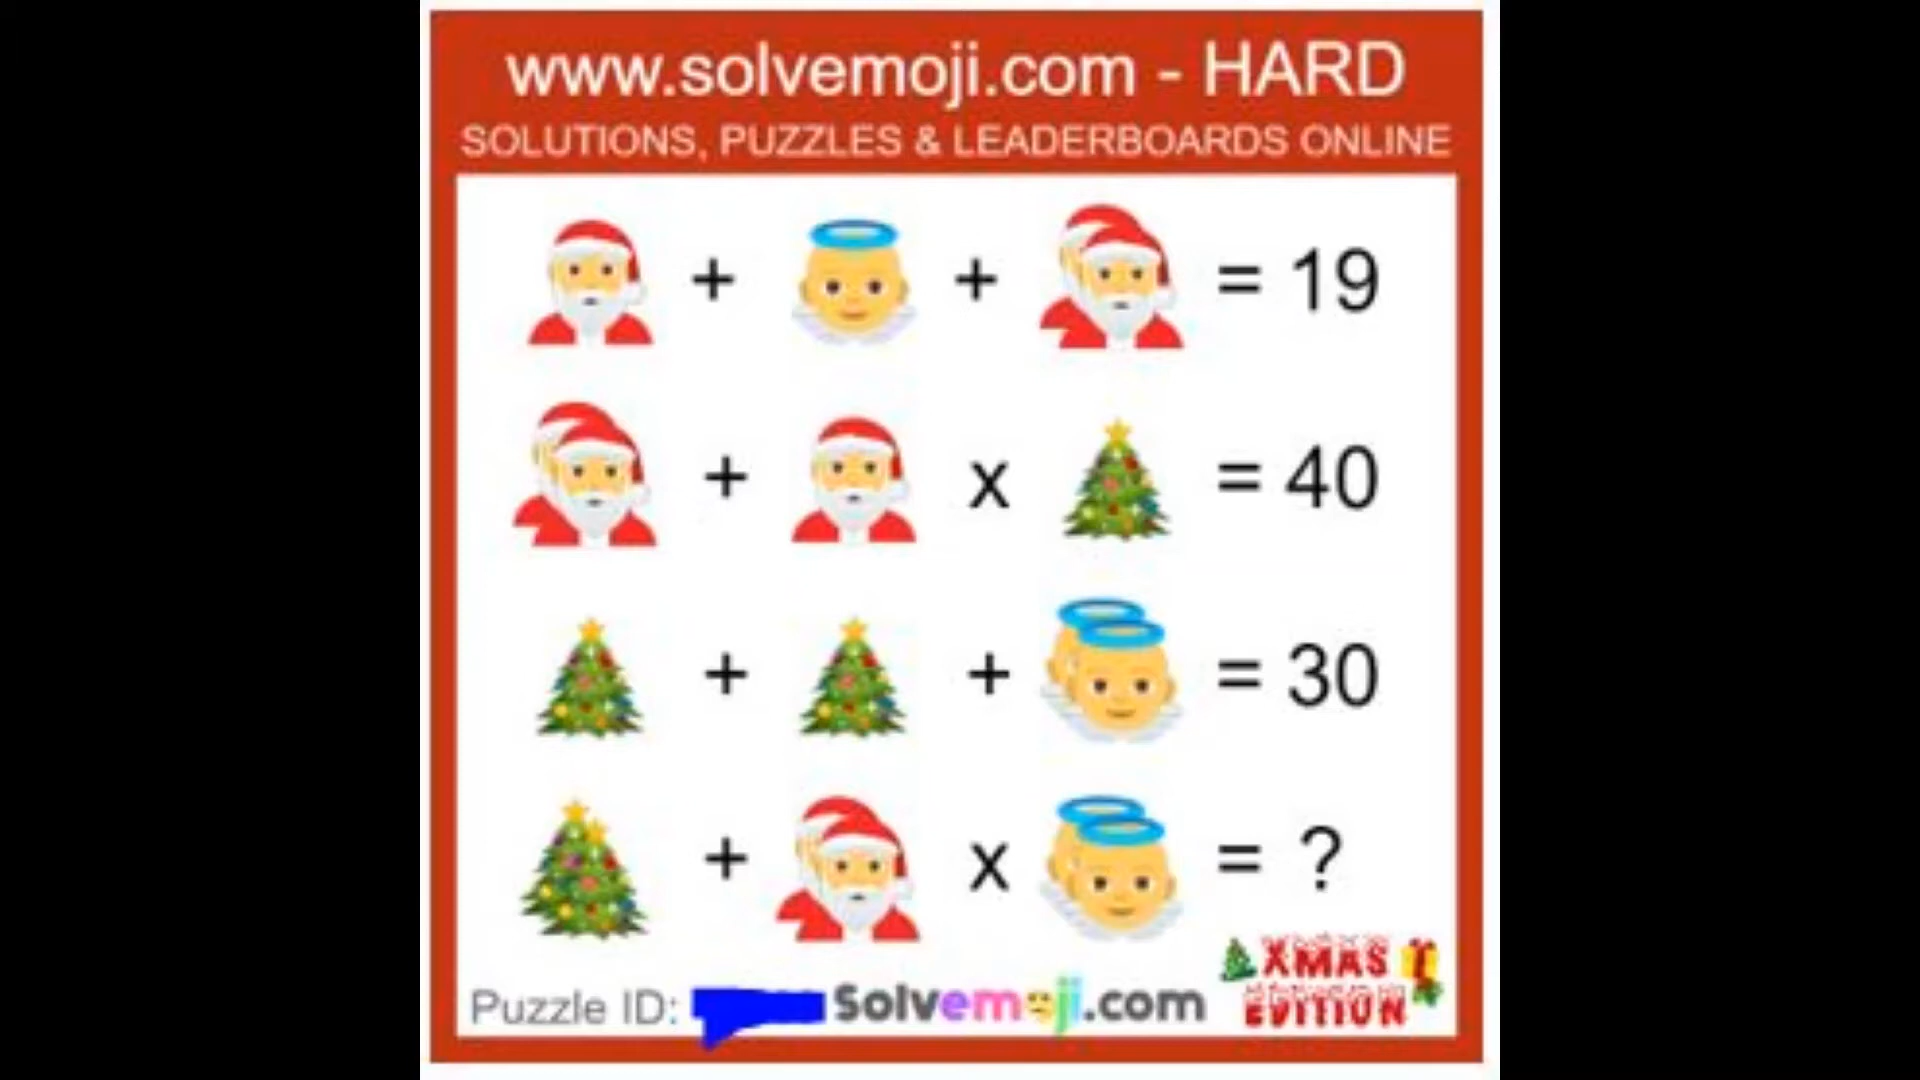 www.solvemoji.com - HARD
SOLUTIONS, PUZZLES & LEADERBOARDS ONLINE
+ + = 19
+ x = 40
+ + = 30
+ x = ?
Puzzle ID: Solvemoji.com
XMAS
EDITION